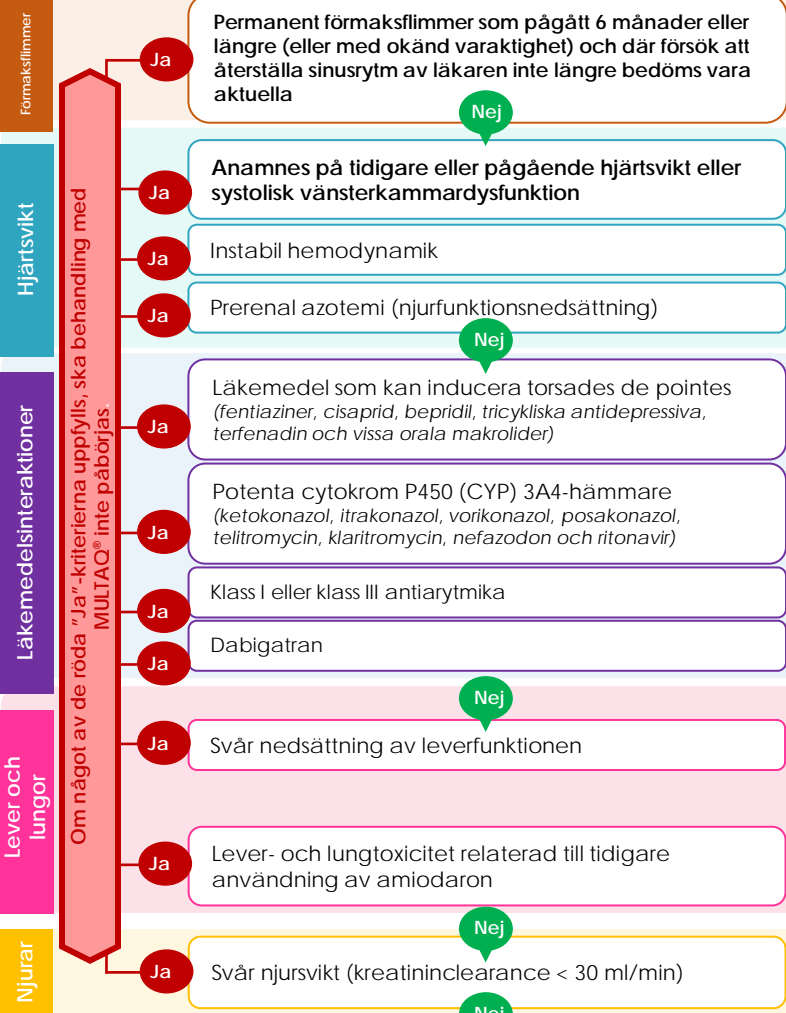 Förmaksflimmer
Ja
Permanent förmaksflimmer som pågått 6 månader eller
längre (eller med okänd varaktighet) och där försök att
återställa sinusrytm av läkaren inte längre bedöms vara
aktuella
Nej
Hjärtsvikt
Om något av de röda "Ja"-kriterierna uppfylls, ska behandling med
MULTAQ® inte påbörjas.
Ja
Anamnes på tidigare eller pågående hjärtsvikt eller
systolisk vänsterkammardysfunktion
Ja
Instabil hemodynamik
Ja
Prerenal azotemi (njurfunktionsnedsättning)
Nej
Läkemedelsinteraktioner
Ja
Läkemedel som kan inducera torsades de pointes
(fentiaziner, cisaprid, bepridil, tricykliska antidepressiva,
terfenadin och vissa orala makrolider)
Ja
Potenta cytokrom P450 (CYP) 3A4-hämmare
(ketokonazol, itrakonazol, vorikonazol, posakonazol,
telitromycin, klaritromycin, nefazodon och ritonavir)
Ja
Klass I eller klass III antiarytmika
Ja
Dabigatran
Nej
Lever och
lungor
Ja
Svår nedsättning av leverfunktionen
Ja
Lever- och lungtoxicitet relaterad till tidigare
användning av amiodaron
Nej
Njurar
Ja
Svår njursvikt (kreatininclearance < 30 ml/min)
Nej